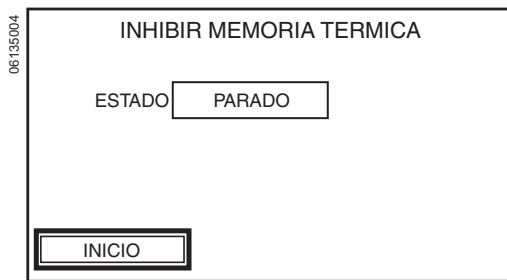 06135004
INHIBIR MEMORIA TERMICA
ESTADO PARADO
INICIO